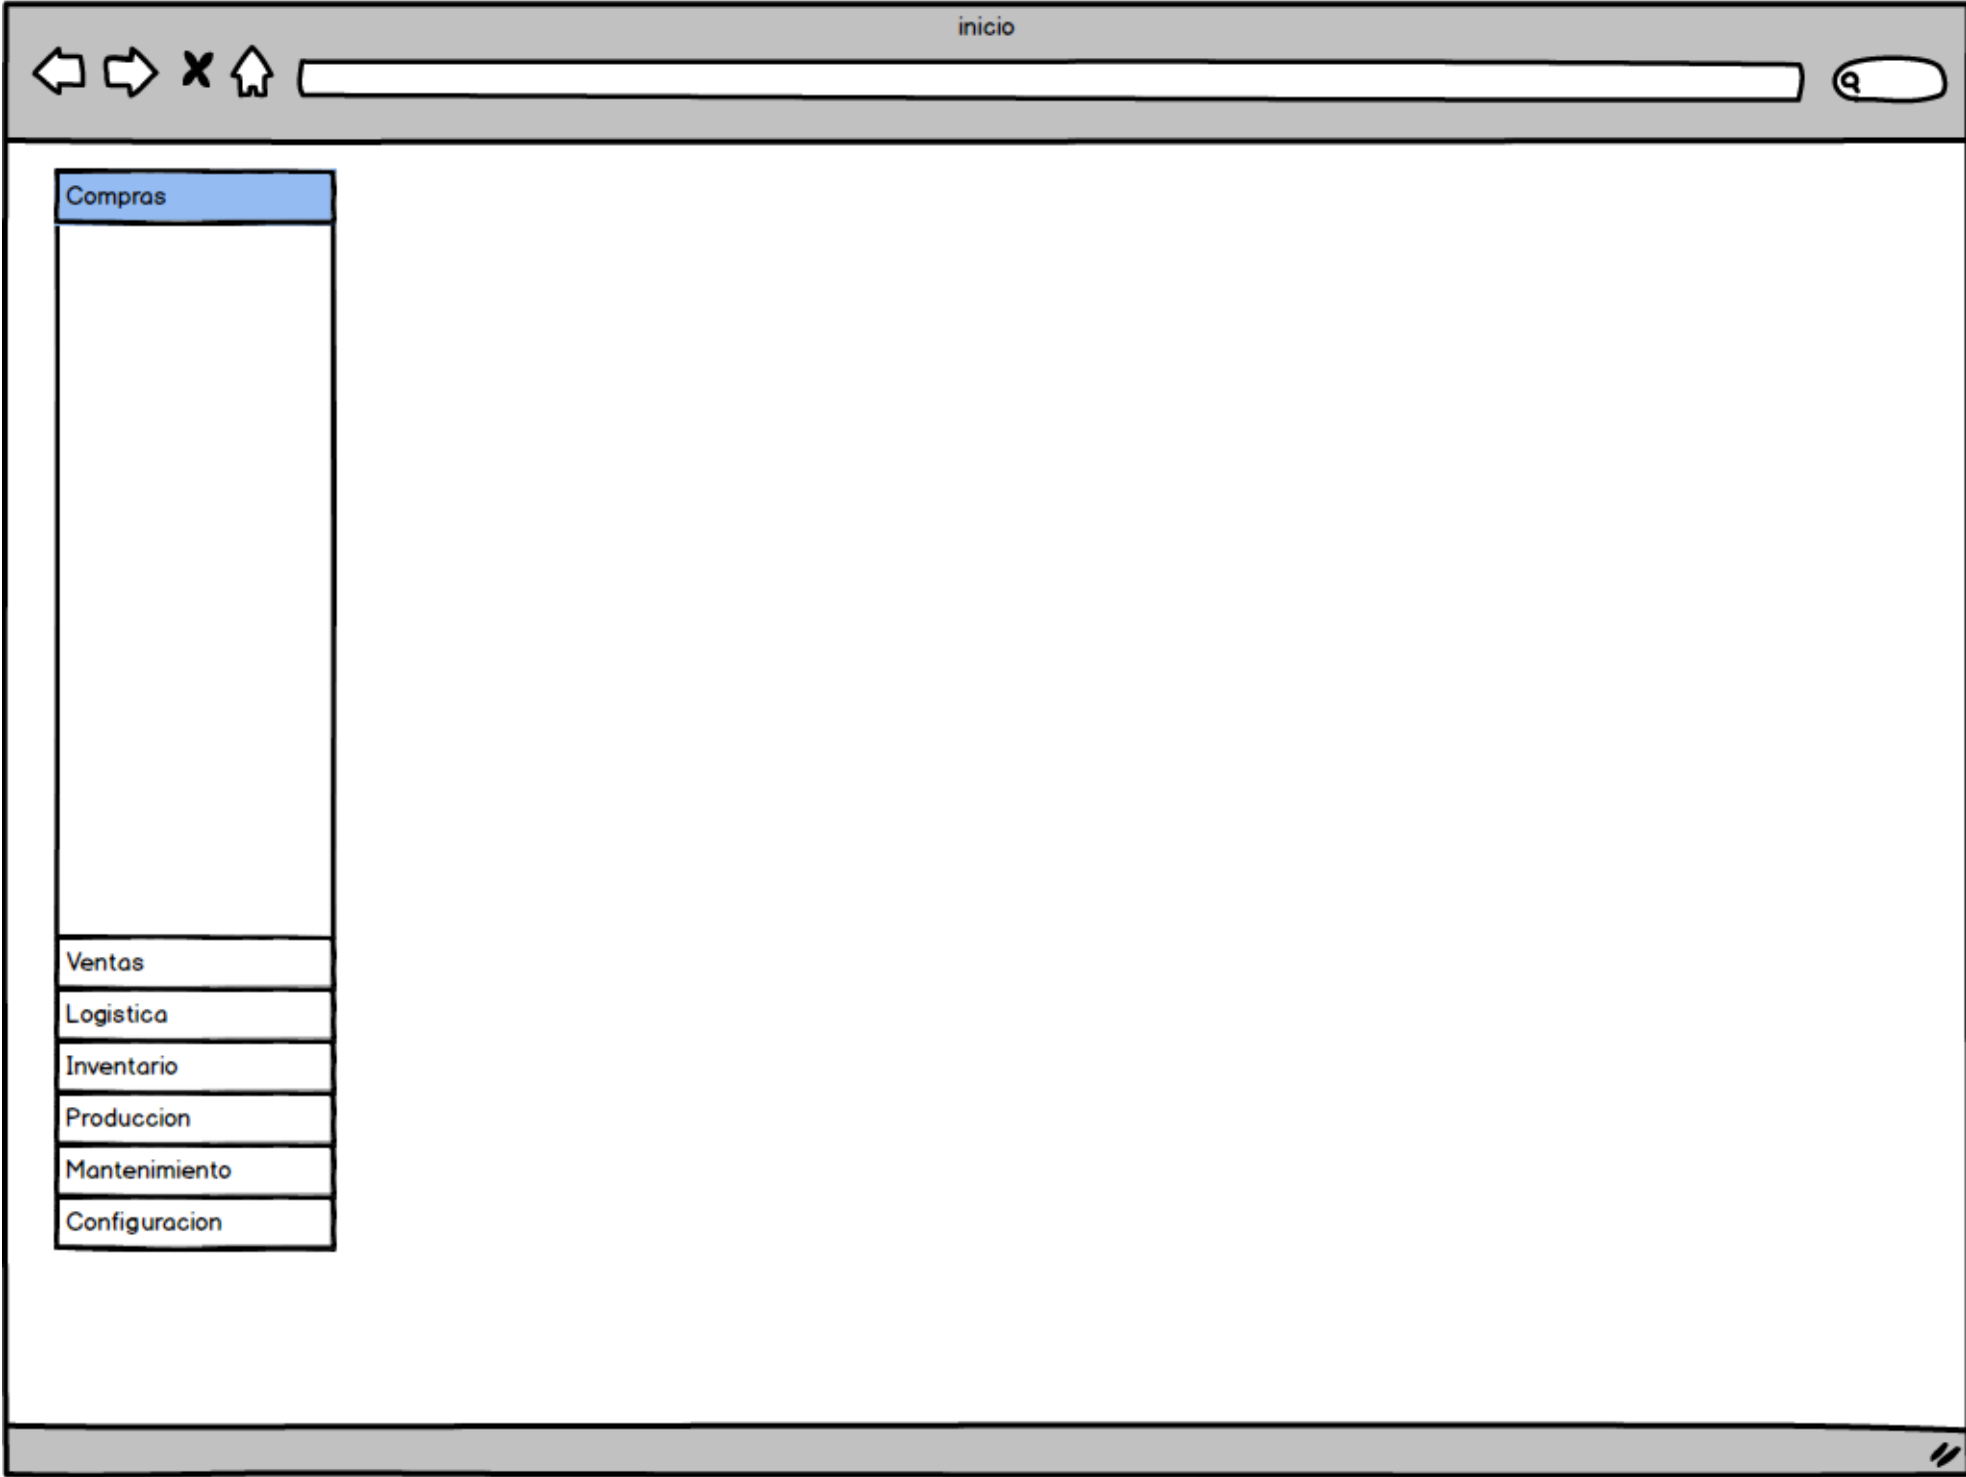 inicio
Compras
Ventas
Logistica
Inventario
Produccion
Mantenimiento
Configuracion